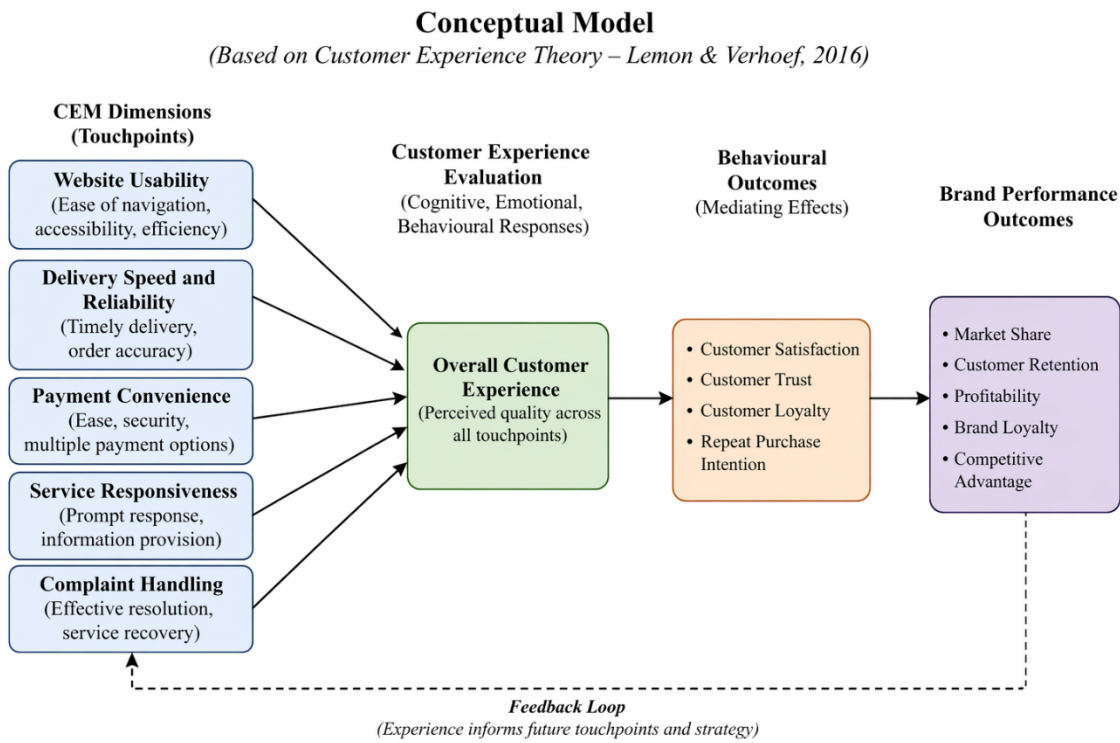 Conceptual Model
(Based on Customer Experience Theory – Lemon & Verhoef, 2016)
CEM Dimensions
(Touchpoints)
Website Usability
(Ease of navigation,
accessibility, efficiency)
Delivery Speed and
Reliability
(Timely delivery,
order accuracy)
Payment Convenience
(Ease, security,
multiple payment options)
Service Responsiveness
(Prompt response,
information provision)
Complaint Handling
(Effective resolution,
service recovery)
Customer Experience
Evaluation
(Cognitive, Emotional,
Behavioural Responses)
Overall Customer
Experience
(Perceived quality across
all touchpoints)
Behavioural
Outcomes
(Mediating Effects)
• Customer Satisfaction
• Customer Trust
• Customer Loyalty
• Repeat Purchase
Intention
Brand Performance
Outcomes
• Market Share
• Customer Retention
• Profitability
• Brand Loyalty
• Competitive
Advantage
Feedback Loop
(Experience informs future touchpoints and strategy)